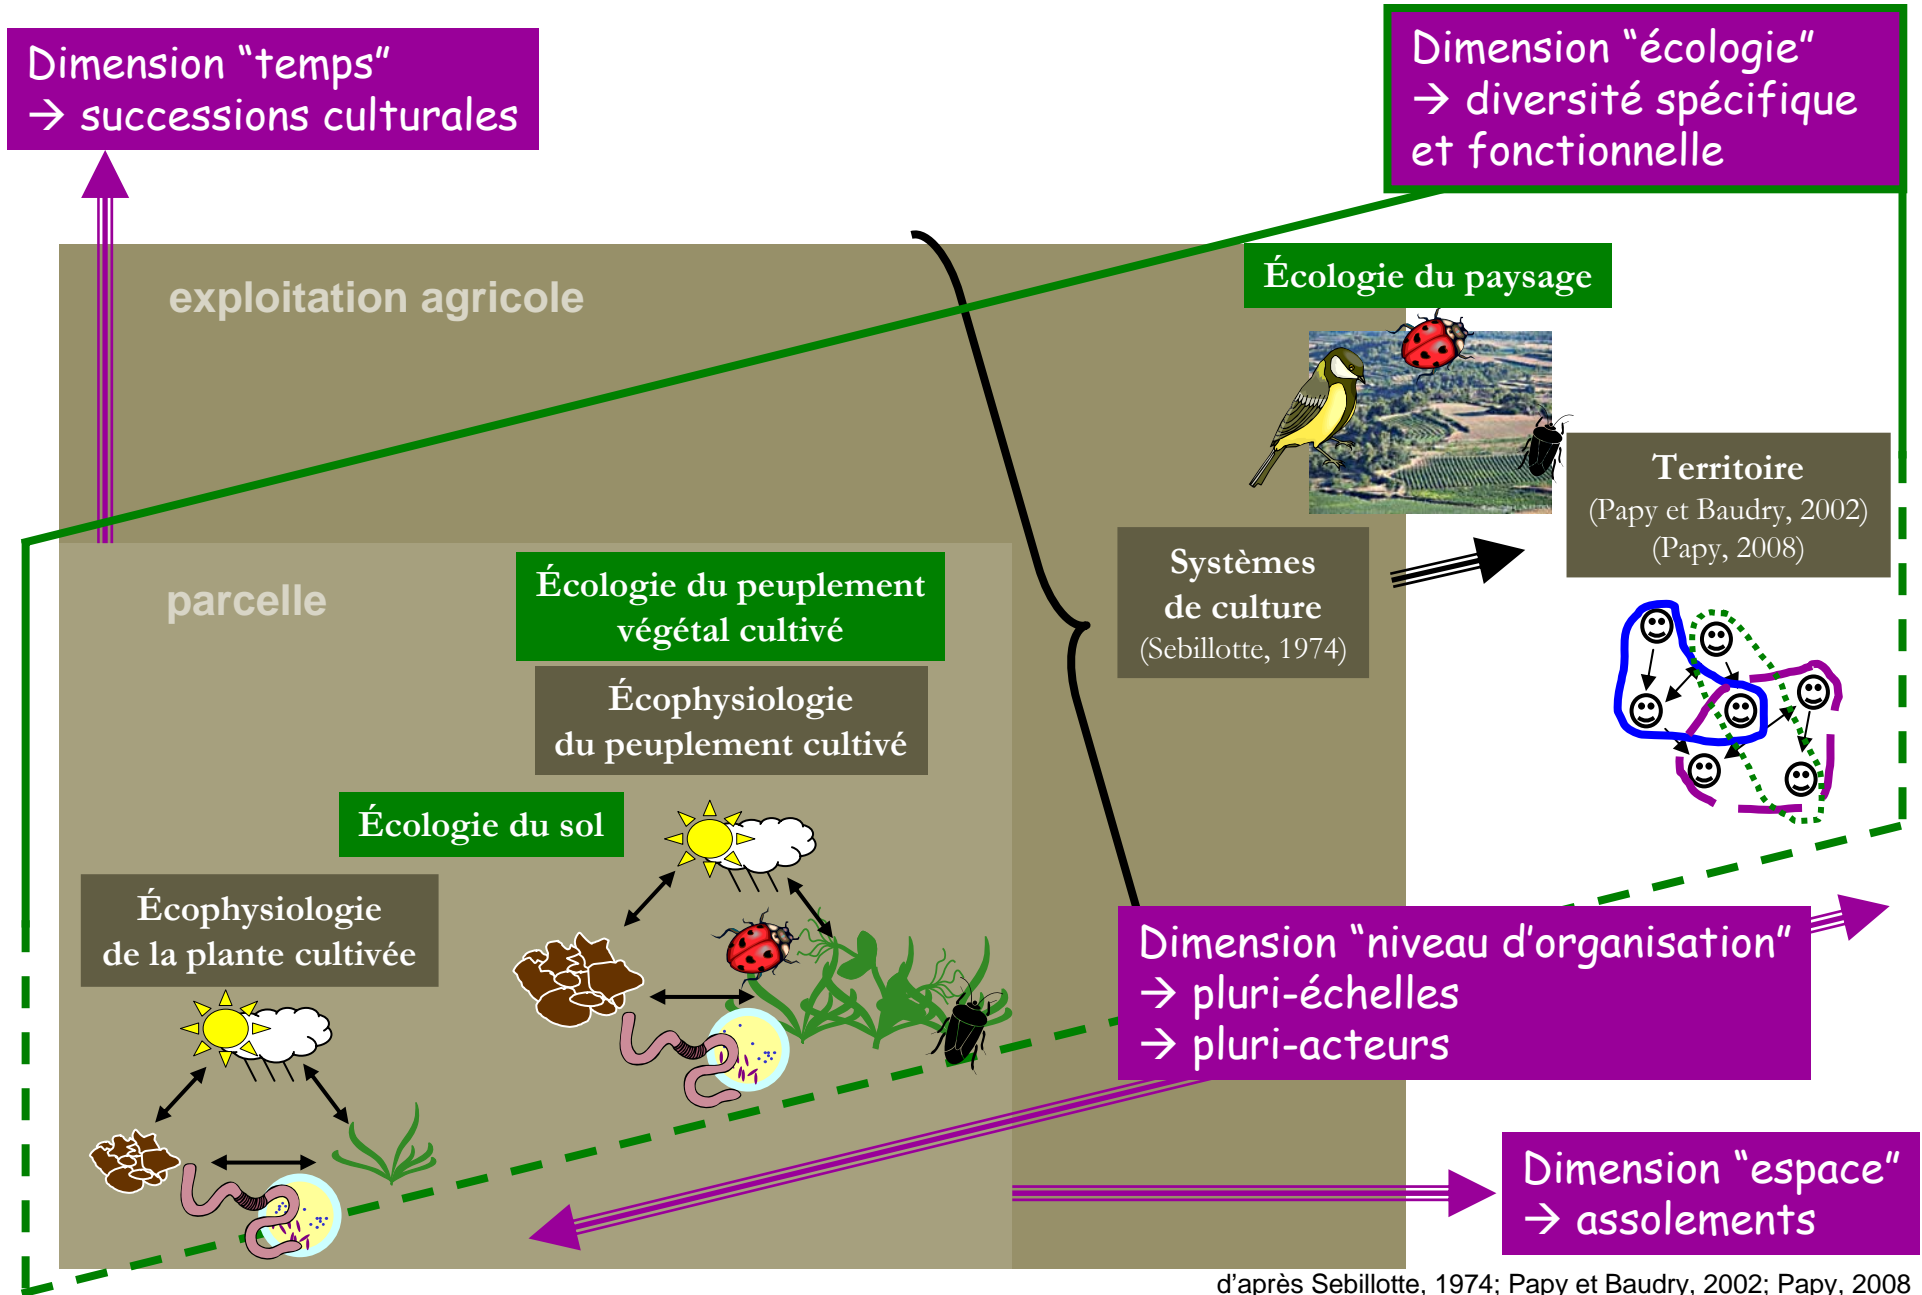 Dimension “temps”
→ successions culturales
Dimension “écologie”
→ diversité spécifique
et fonctionnelle
exploitation agricole
Écologie du paysage
Territoire
(Papy et Baudry, 2002)
(Papy, 2008)
Systèmes
de culture
(Sebillotte, 1974)
parcelle
Écologie du peuplement
végétal cultivé
Écophysiologie
du peuplement cultivé
Écologie du sol
Écophysiologie
de la plante cultivée
Dimension “niveau d’organisation”
→ pluri-échelles
→ pluri-acteurs
Dimension “espace”
→ assolements
d’après Sebillotte, 1974; Papy et Baudry, 2002; Papy, 2008